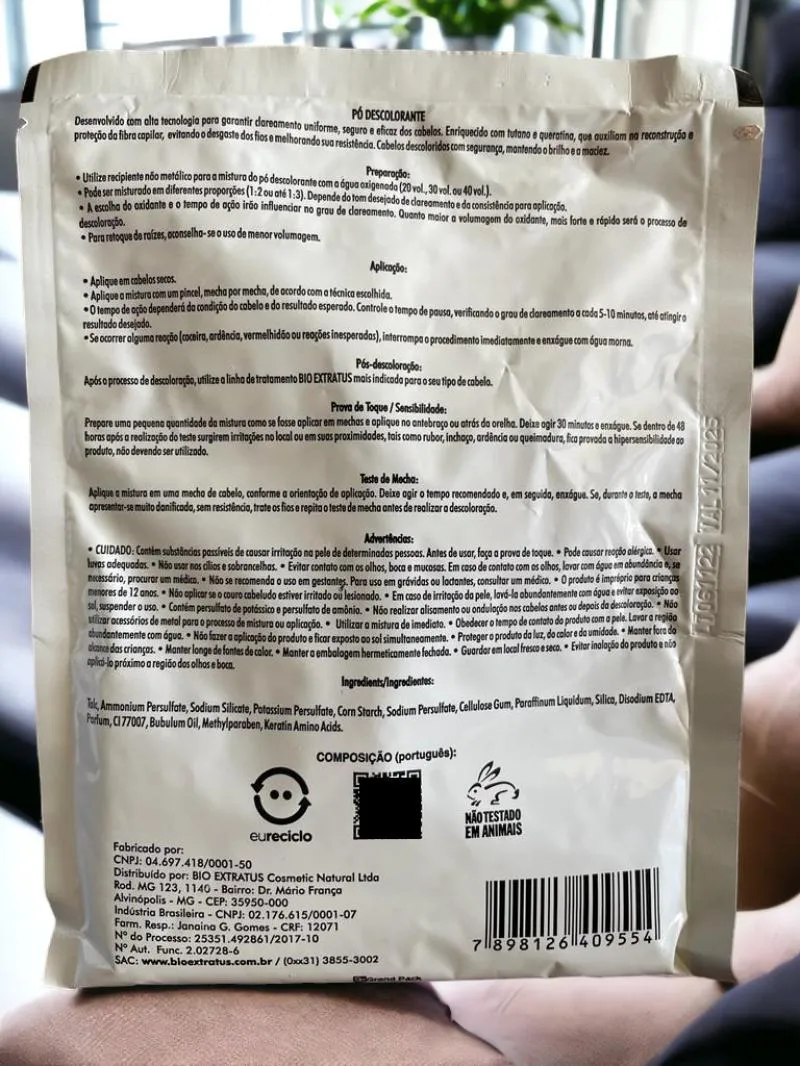 PÓ DESCOLORANTE
Desenvolvido com alta tecnologia para garantir clareamento uniforme, seguro e eficaz dos cabelos. Enriquecido com tutano e queratina, que auxiliam na reconstrução e
proteção da fibra capilar, evitando o desgaste dos fios e melhorando sua resistência. Cabelos descoloridos com segurança, mantendo o brilho e a maciez.
Preparação:
• Utilize recipiente não metálico para a mistura do pó descolorante com a água oxigenada (20 vol., 30 vol. ou 40 vol.).
• Pode ser misturado em diferentes proporções (1:2 ou até 1:3). Depende do tom desejado de clareamento e da consistência para aplicação.
• A escolha do oxidante e o tempo de ação irão influenciar no grau de clareamento. Quanto maior a volumagem do oxidante, mais forte e rápido será o processo de
descoloração.
• Para retoque de raízes, aconselha-se o uso de menor volumagem.
Aplicação:
• Aplique em cabelos secos.
• Aplique a mistura com um pincel, mecha por mecha, de acordo com a técnica escolhida.
• O tempo de ação dependerá da condição do cabelo e do resultado esperado. Controle o tempo de pausa, verificando o grau de clareamento a cada 5-10 minutos, até atingir o
resultado desejado.
• Se ocorrer alguma reação (coceira, ardência, vermelhidão ou reações inesperadas), interrompa o procedimento imediatamente e enxágue com água morna.
Pós-descoloração:
Após o processo de descoloração, utilize a linha de tratamento BIO EXTRATUS mais indicada para o seu tipo de cabelo.
Prova de Toque / Sensibilidade:
Prepare uma pequena quantidade da mistura como se fosse aplicar em mechas e aplique no antebraço ou atrás da orelha. Deixe agir 30 minutos e enxágue. Se dentro de 48
horas após a realização do teste surgirem irritações no local ou em suas proximidades, tais como rubor, inchaço, ardência ou queimadura, fica provada a hipersensibilidade ao
produto, não devendo ser utilizado.
Teste de Mecha:
Aplique a mistura em uma mecha de cabelo, conforme a orientação de aplicação. Deixe agir o tempo recomendado e, em seguida, enxágue. Se, durante o teste, a mecha
apresentar-se muito danificada, sem resistência, trate os fios e repita o teste de mecha antes de realizar a descoloração.
Advertências:
• CUIDADO: Contém substâncias passíveis de causar irritação na pele de determinadas pessoas. Antes de usar, faça a prova de toque. • Pode causar reação alérgica. • Usar
luvas adequadas. • Não usar nos cílios e sobrancelhas. • Evitar contato com os olhos, boca e mucosas. Em caso de contato com os olhos, lavar com água em abundância e, se
necessário, procurar um médico. • Não se recomenda o uso em gestantes. Para uso em grávidas ou lactantes, consultar um médico. • O produto é impróprio para crianças
menores de 12 anos. • Não aplicar se o couro cabeludo estiver irritado ou lesionado. • Em caso de irritação da pele, lavá-la abundantemente com água e evitar exposição ao
sol, suspender o uso. • Contém persulfato de potássico e persulfato de amônio. • Não realizar alisamento ou ondulação nos cabelos antes ou depois da descoloração. • Não
utilizar acessórios de metal para o processo de mistura ou aplicação. • Utilizar a mistura de imediato. • Obedecer o tempo de contato do produto com a pele. Lavar a região
abundantemente com água. • Não fazer a aplicação do produto e ficar exposto ao sol simultaneamente. • Proteger o produto da luz, do calor e da umidade. • Manter fora do
alcance das crianças. • Manter longe de fontes de calor. • Manter a embalagem hermeticamente fechada. • Guardar em local fresco e seco. • Evitar inalação do produto e não
aplicá-lo próximo a região dos olhos e boca.
Ingredients/Ingredientes:
Talc, Ammonium Persulfate, Sodium Silicate, Potassium Persulfate, Corn Starch, Sodium Persulfate, Cellulose Gum, Paraffinum Liquidum, Silica, Disodium EDTA,
Parfum, CI 77007, Bubulum Oil, Methylparaben, Keratin Amino Acids.
COMPOSIÇÃO (português):
eureciclo
NÃO TESTADO
EM ANIMAIS
Fabricado por:
CNPJ: 04.697.418/0001-50
Distribuído por: BIO EXTRATUS Cosmetic Natural Ltda
Rod. MG 123, 1140 - Bairro: Dr. Mário França
Alvinópolis - MG - CEP: 35950-000
Indústria Brasileira - CNPJ: 02.176.615/0001-07
Farm. Resp.: Janaina G. Gomes - CRF: 12071
Nº do Processo: 25351.492861/2017-10
Nº Aut. Func. 2.02728-6
SAC: www.bioextratus.com.br / (0xx31) 3855-3002
7 898126 409554
Grand Pack
11/2025